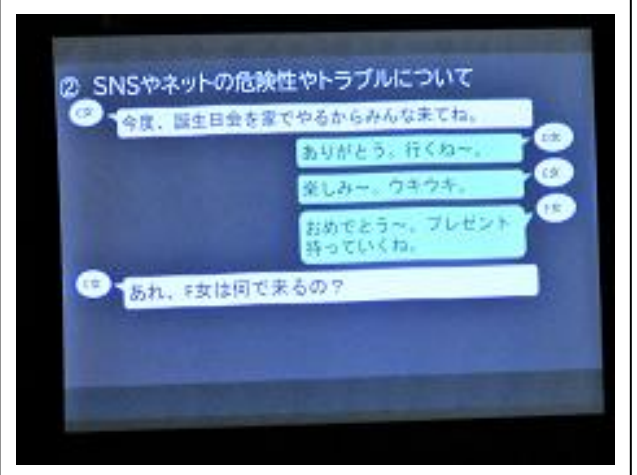 ② SNSやネットの危険性やトラブルについて
C女
今度、誕生日会を家でやるからみんな来てね。
ありがとう。行くね～。
楽しみ～。ウキウキ。
おめでとう～。プレゼント
持っていくね。
あれ、F女は何で来るの？